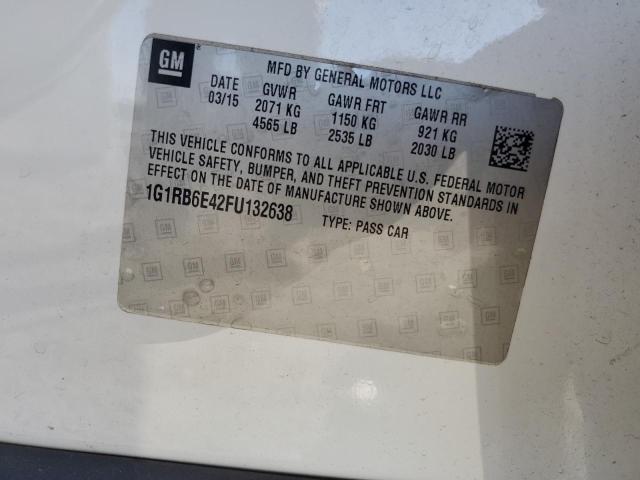 GM MFD BY GENERAL MOTORS LLC
DATE GVWR GAWR FRT GAWR RR
03/15 2071 KG 1150 KG 921 KG
4565 LB 2535 LB 2030 LB
THIS VEHICLE CONFORMS TO ALL APPLICABLE U.S. FEDERAL MOTOR
VEHICLE SAFETY, BUMPER, AND THEFT PREVENTION STANDARDS IN
EFFECT ON THE DATE OF MANUFACTURE SHOWN ABOVE.
1G1RB6E42FU132638 TYPE: PASS CAR